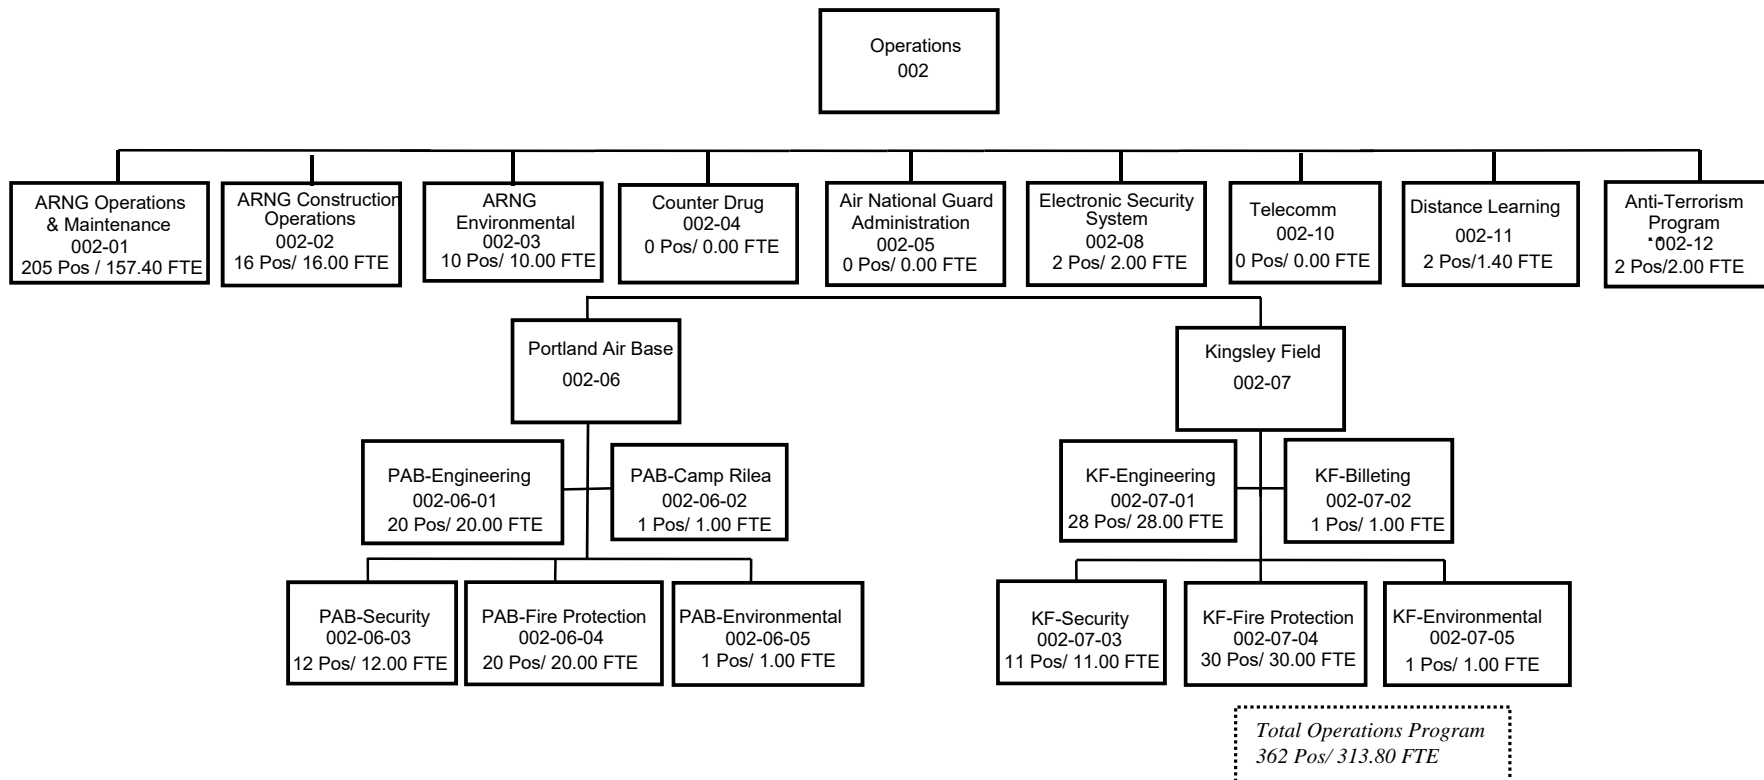 Operations
002
ARNG Operations
& Maintenance
002-01
205 Pos / 157.40 FTE
ARNG Construction
Operations
002-02
16 Pos/ 16.00 FTE
ARNG
Environmental
002-03
10 Pos/ 10.00 FTE
Counter Drug
002-04
0 Pos/ 0.00 FTE
Air National Guard
Administration
002-05
0 Pos/ 0.00 FTE
Electronic Security
System
002-08
2 Pos/ 2.00 FTE
Telecomm
002-10
0 Pos/ 0.00 FTE
Distance Learning
002-11
2 Pos/1.40 FTE
Anti-Terrorism
Program
002-12
2 Pos/2.00 FTE
Portland Air Base
002-06
Kingsley Field
002-07
PAB-Engineering
002-06-01
20 Pos/ 20.00 FTE
PAB-Camp Rilea
002-06-02
1 Pos/ 1.00 FTE
KF-Engineering
002-07-01
28 Pos/ 28.00 FTE
KF-Billeting
002-07-02
1 Pos/ 1.00 FTE
PAB-Security
002-06-03
12 Pos/ 12.00 FTE
PAB-Fire Protection
002-06-04
20 Pos/ 20.00 FTE
PAB-Environmental
002-06-05
1 Pos/ 1.00 FTE
KF-Security
002-07-03
11 Pos/ 11.00 FTE
KF-Fire Protection
002-07-04
30 Pos/ 30.00 FTE
KF-Environmental
002-07-05
1 Pos/ 1.00 FTE
Total Operations Program
362 Pos/ 313.80 FTE